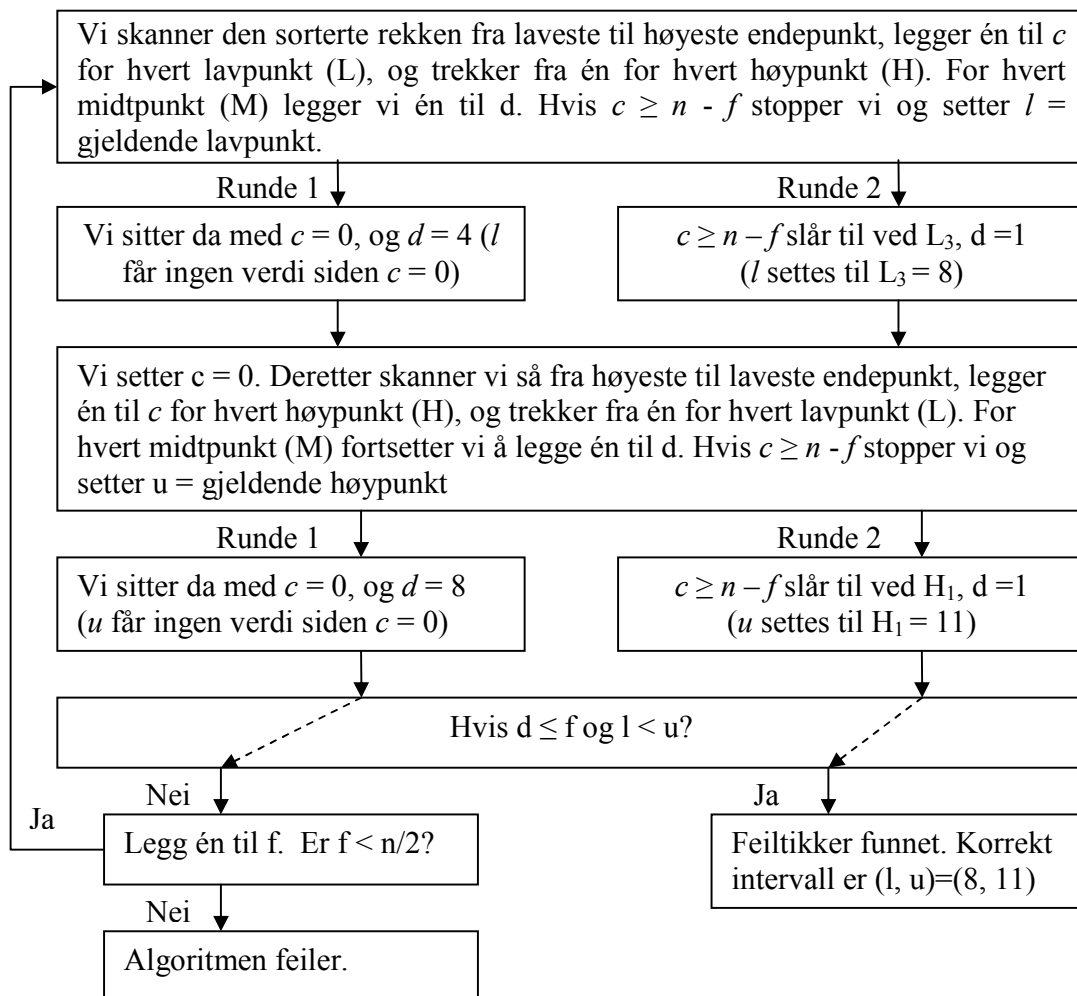 Vi skanner den sorterte rekken fra laveste til høyeste endepunkt, legger én til c
for hvert lavpunkt (L), og trekker fra én for hvert høypunkt (H). For hvert
midtpunkt (M) legger vi én til d. Hvis c ≥ n - f stopper vi og setter l =
gjeldende lavpunkt.
Runde 1
Vi sitter da med c = 0, og d = 4 (l
får ingen verdi siden c = 0)
Runde 2
c ≥ n – f slår til ved L₃, d =1
(l settes til L₃ = 8)
Vi setter c = 0. Deretter skanner vi så fra høyeste til laveste endepunkt, legger
én til c for hvert høypunkt (H), og trekker fra én for hvert lavpunkt (L). For
hvert midtpunkt (M) fortsetter vi å legge én til d. Hvis c ≥ n - f stopper vi og
setter u = gjeldende høypunkt
Runde 1
Vi sitter da med c = 0, og d = 8
(u får ingen verdi siden c = 0)
Runde 2
c ≥ n – f slår til ved H₁, d =1
(u settes til H₁ = 11)
Hvis d ≤ f og l < u?
Nei
Ja
Ja
Legg én til f. Er f < n/2?
Feiltikker funnet. Korrekt
intervall er (l, u)=(8, 11)
Nei
Algoritmen feiler.